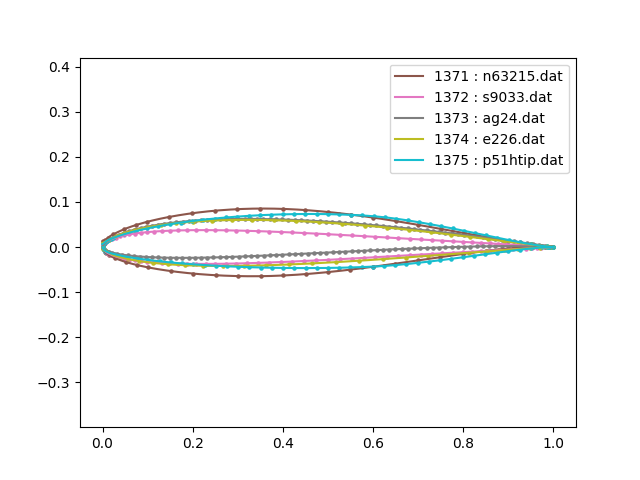 0.4
0.3
0.2
0.1
0.0
−0.1
−0.2
−0.3
0.0 0.2 0.4 0.6 0.8 1.0
1371 : n63215.dat
1372 : s9033.dat
1373 : ag24.dat
1374 : e226.dat
1375 : p51htip.dat